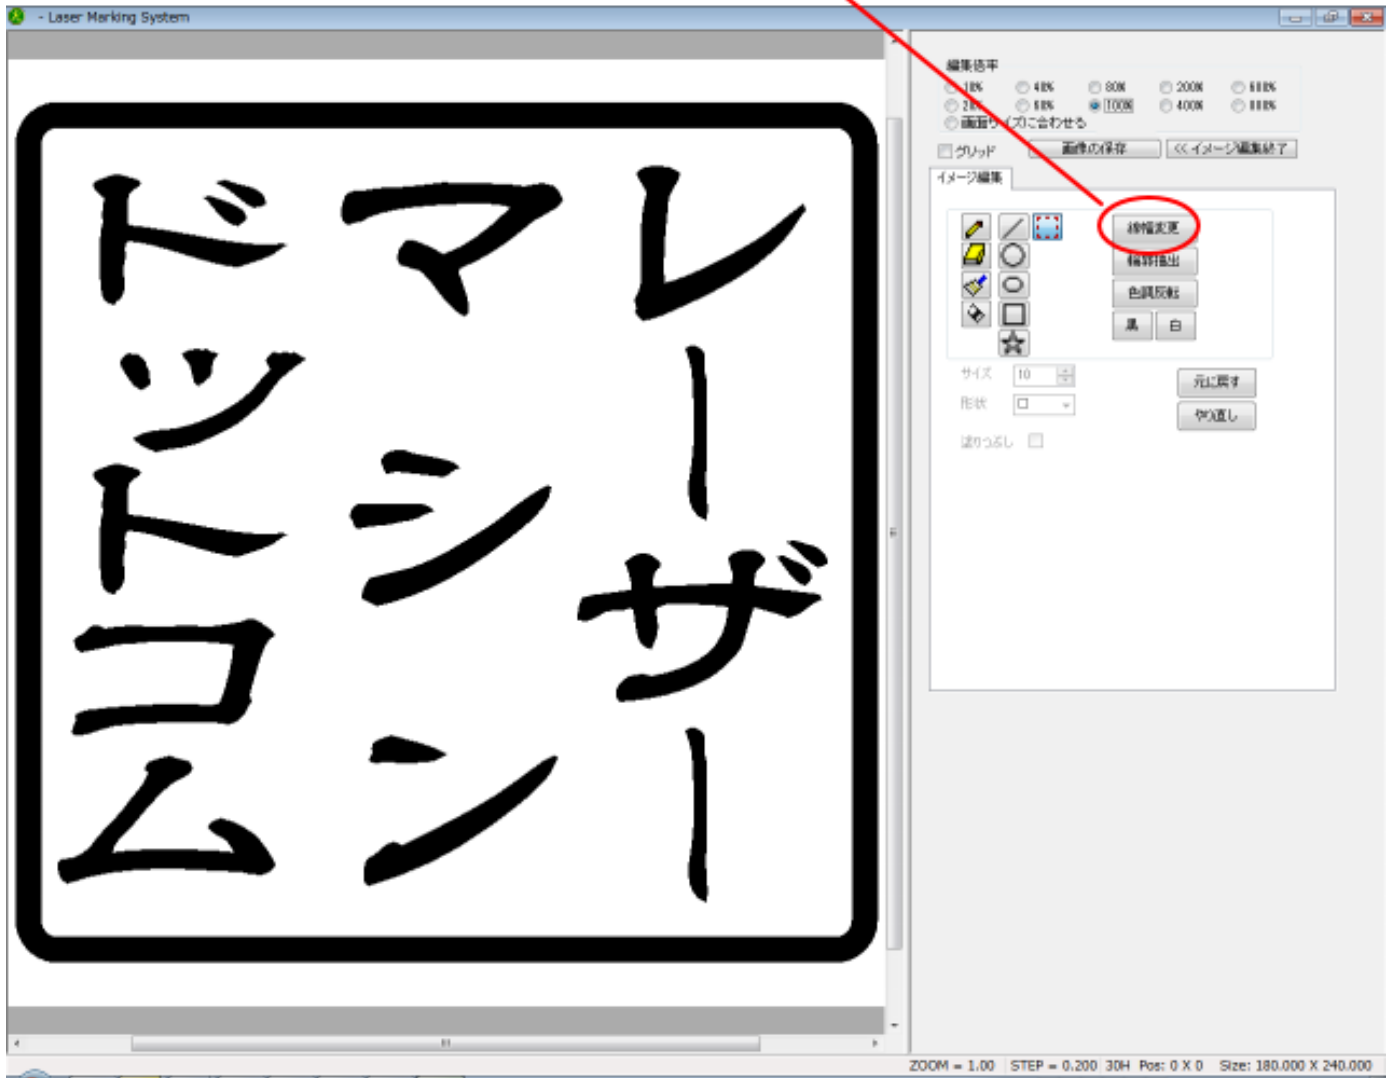 - Laser Marking System
レーザー
マシン
ドットコム
編集倍率
80%
200%
100%
400%
画面サイズに合わせる
グリッド
画像の保存
<< イメージ編集終了
イメージ編集
線幅変更
輪郭抽出
色調反転
黒
白
サイズ
10
形状
塗りつぶし
元に戻す
やり直し
ZOOM = 1.00 STEP = 0.200 30H Pos: 0 X 0 Size: 180.000 X 240.000